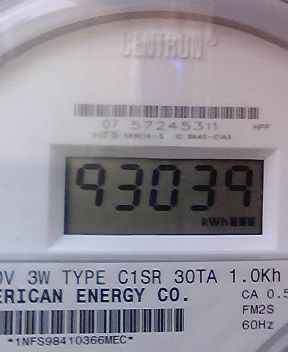 CENTRON
07 57245311 HPP
93039
kWh
0V 3W TYPE C1SR 30TA 1.0Kh
ERICAN ENERGY CO.
CA 0.5
FM2S
60Hz
*1NFS98410366MEC*